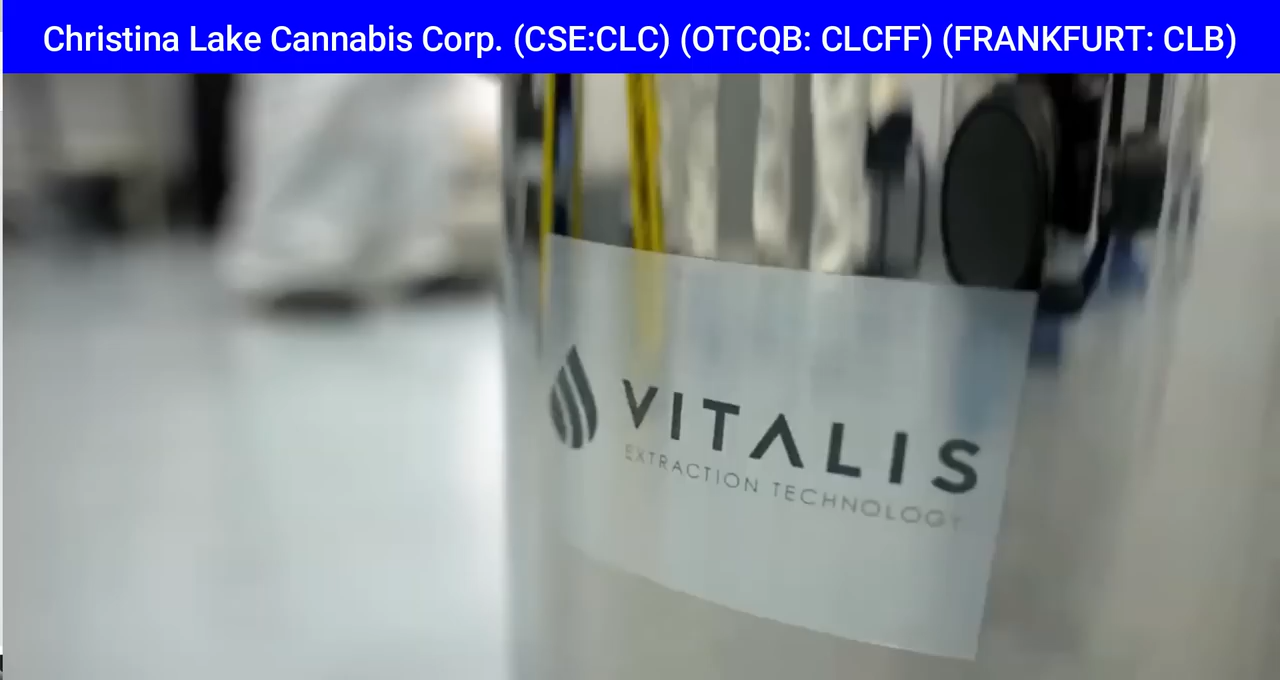 Christina Lake Cannabis Corp. (CSE:CLC) (OTCQB: CLCFF) (FRANKFURT: CLB)
VITALIS
EXTRACTION TECHNOLOGY